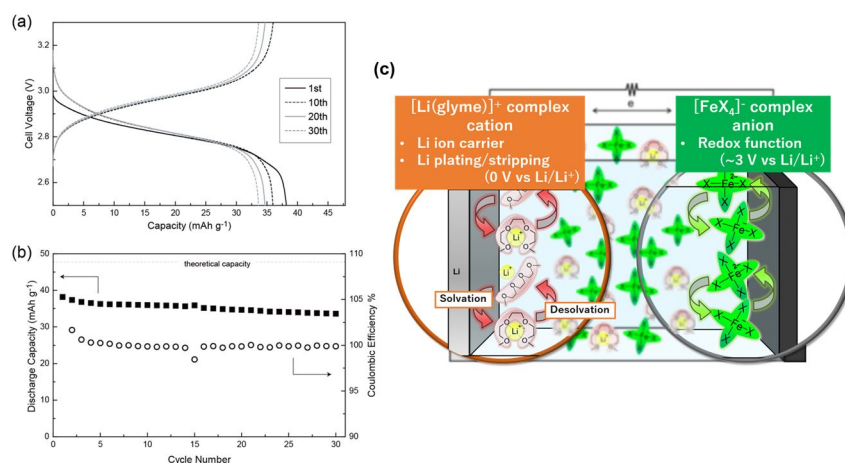 (a)
Cell Voltage (V)
3.2
3.0
2.8
2.6
1st
10th
20th
30th
0 5 10 15 20 25 30 35 40 45
Capacity (mAh g⁻¹)
(b)
theoretical capacity
Discharge Capacity (mAh g⁻¹)
50
40
30
20
10
0
Coulombic Efficiency %
110
105
100
95
90
0 5 10 15 20 25 30
Cycle Number
(c)
e
[Li(glyme)]⁺ complex
cation
• Li ion carrier
• Li plating/stripping
(0 V vs Li/Li⁺)
[FeX₄]⁻ complex
anion
• Redox function
(~3 V vs Li/Li⁺)
Li
Li⁺
Li⁺
Li⁺
Solvation
Desolvation